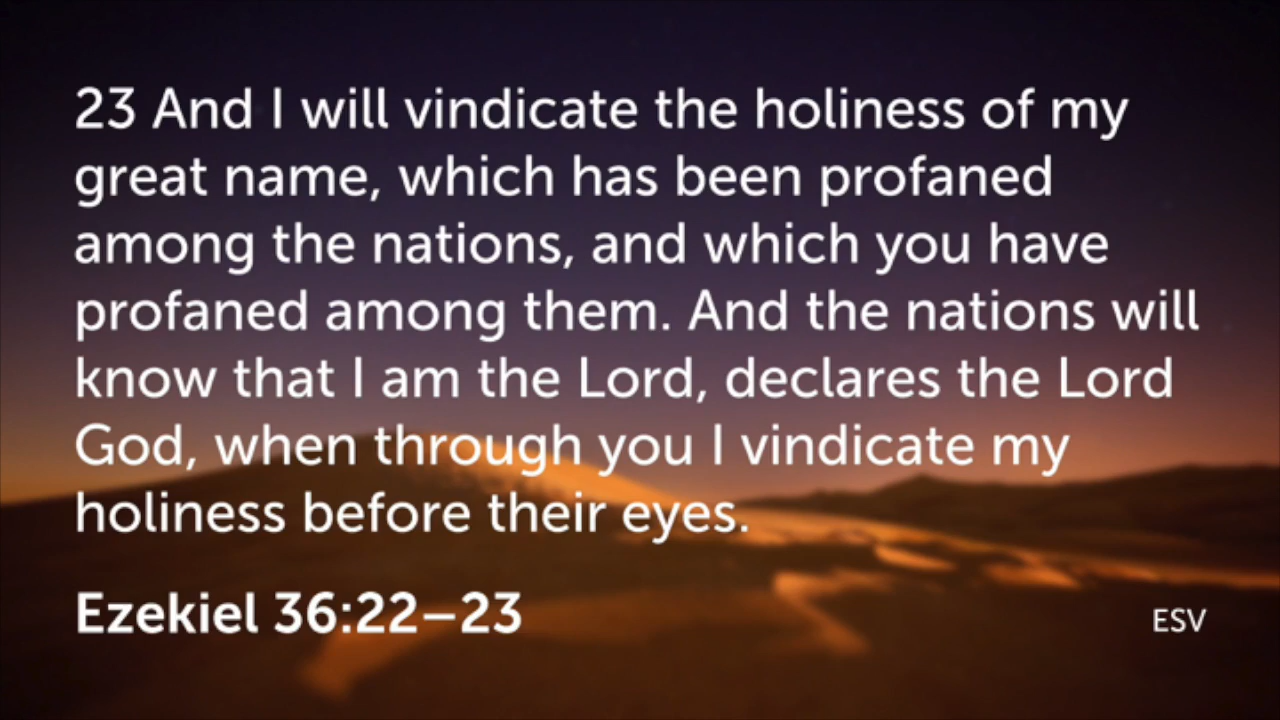 23 And I will vindicate the holiness of my
great name, which has been profaned
among the nations, and which you have
profaned among them. And the nations will
know that I am the Lord, declares the Lord
God, when through you I vindicate my
holiness before their eyes.
Ezekiel 36:22–23
ESV